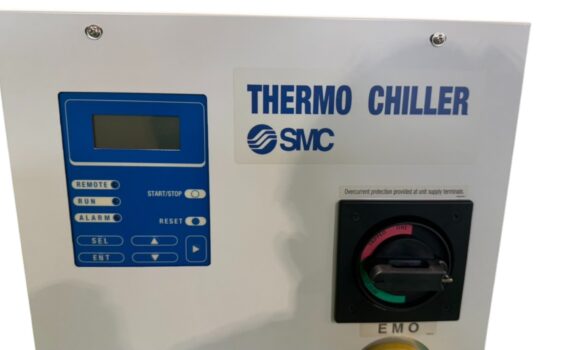 THERMO CHILLER
SMC
REMOTE
RUN
ALARM
START/STOP
RESET
SEL
ENT
Overcurrent protection provided at unit supply terminals.
EMO